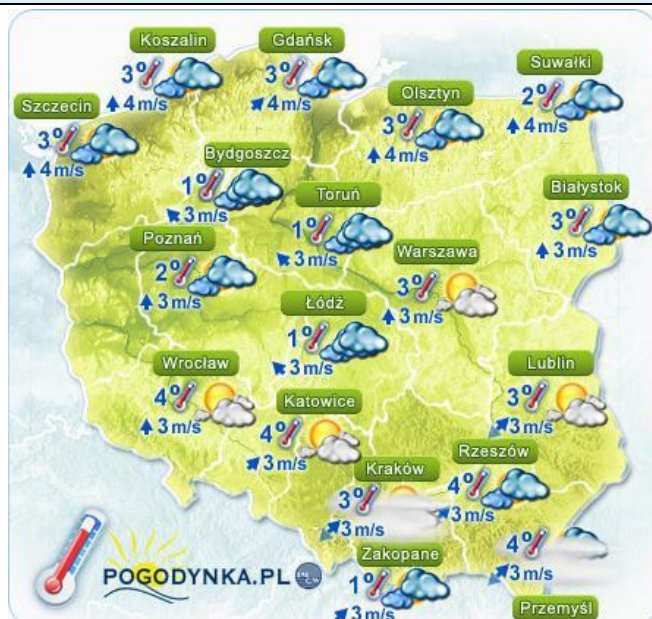 Koszalin
3°
4 m/s
Gdańsk
3°
4 m/s
Suwałki
2°
4 m/s
Szczecin
3°
4 m/s
Olsztyn
3°
4 m/s
Bydgoszcz
1°
3 m/s
Toruń
1°
3 m/s
Białystok
3°
3 m/s
Poznań
2°
3 m/s
Warszawa
3°
3 m/s
Łódź
1°
3 m/s
Wrocław
4°
3 m/s
Katowice
4°
3 m/s
Lublin
3°
3 m/s
Kraków
3°
3 m/s
Rzeszów
4°
3 m/s
Zakopane
1°
3 m/s
4°
3 m/s
Przemyśl
POGODYNKA.PL